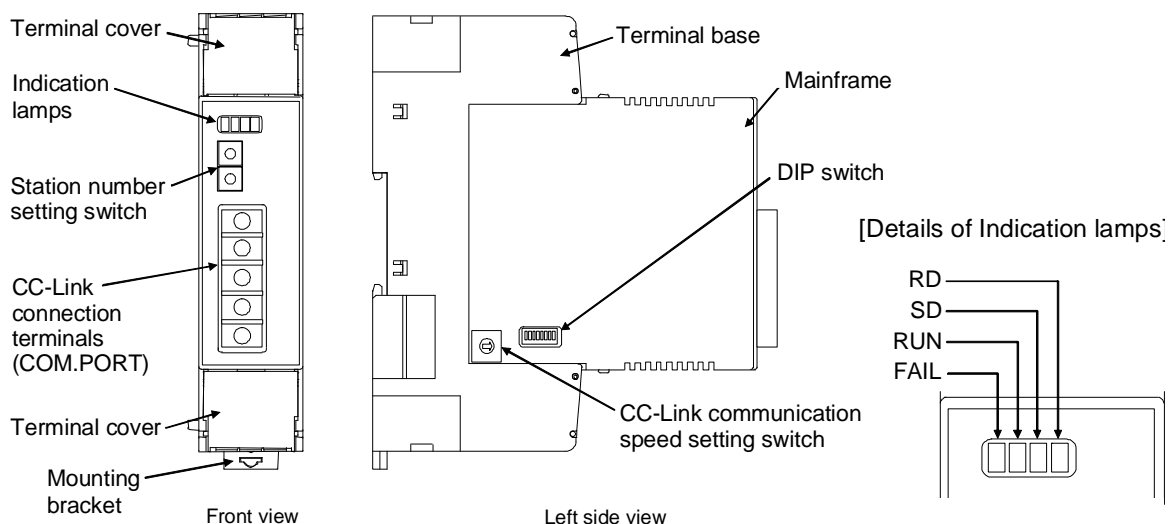 Terminal cover
Indication
lamps
Station number
setting switch
CC-Link
connection
terminals
(COM.PORT)
Terminal cover
Mounting
bracket
Front view
Terminal base
Mainframe
DIP switch
CC-Link communication
speed setting switch
Left side view
[Details of Indication lamps]
RD
SD
RUN
FAIL